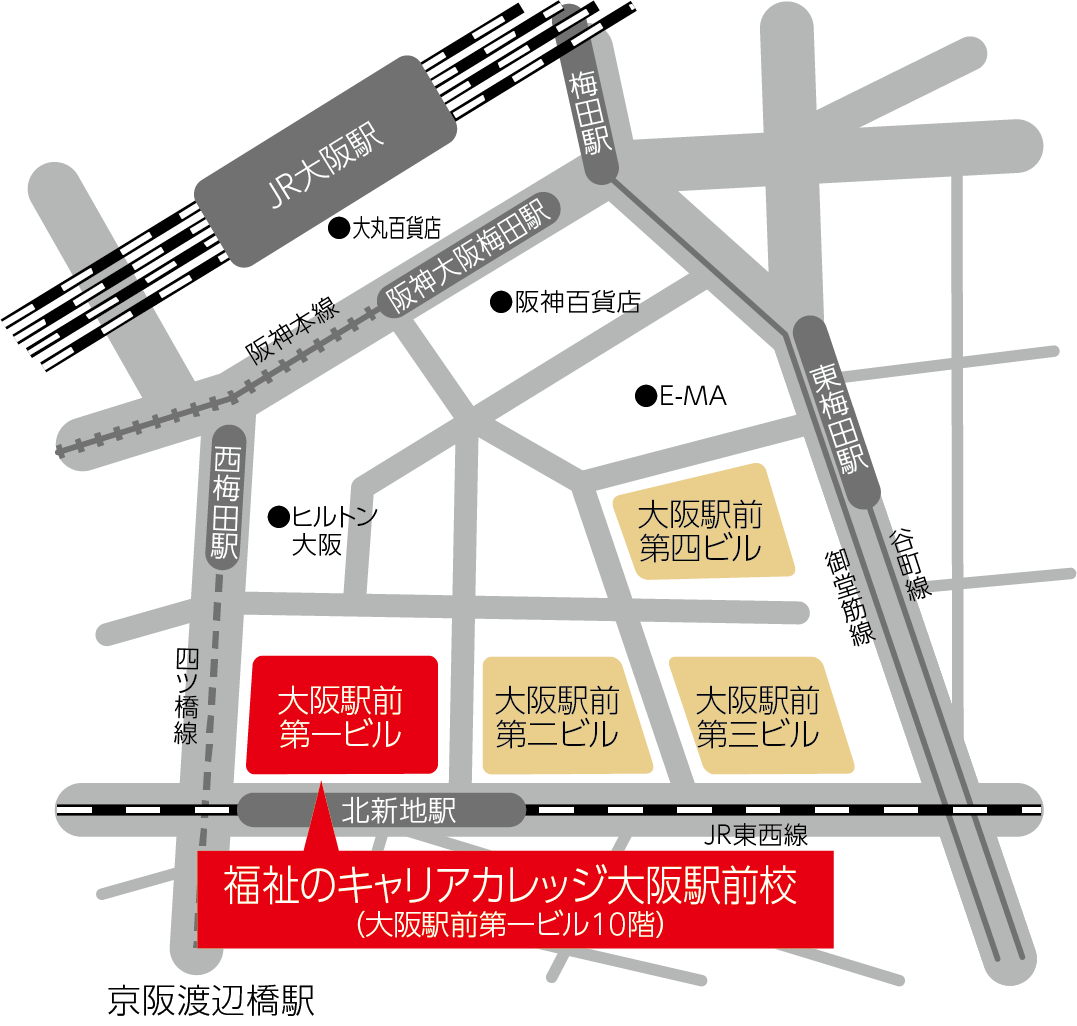 梅田駅
JR大阪駅
大丸百貨店
阪神大阪梅田駅
阪神百貨店
阪神本線
E-MA
東梅田駅
西梅田駅
ヒルトン
大阪
大阪駅前
第四ビル
谷町線
御堂筋線
四ツ橋線
大阪駅前
第一ビル
大阪駅前
第二ビル
大阪駅前
第三ビル
北新地駅
JR東西線
福祉のキャリアカレッジ大阪駅前校
(大阪駅前第一ビル10階)
京阪渡辺橋駅